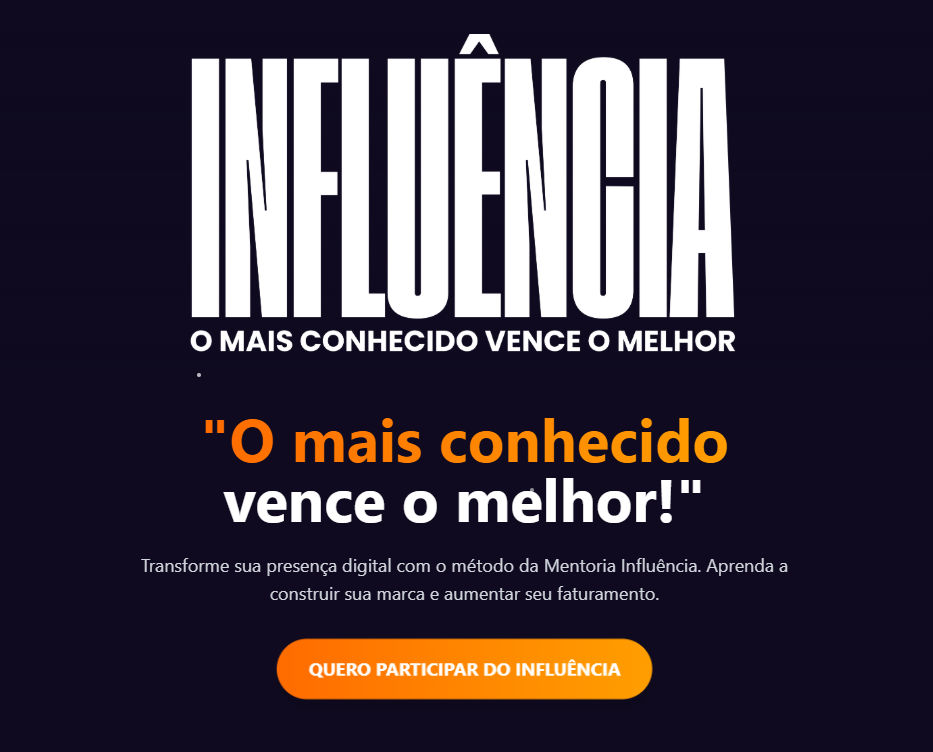 INFLUÊNCIA
O MAIS CONHECIDO VENCE O MELHOR
"O mais conhecido
vence o melhor!"
Transforme sua presença digital com o método da Mentoria Influência. Aprenda a
construir sua marca e aumentar seu faturamento.
QUERO PARTICIPAR DO INFLUÊNCIA